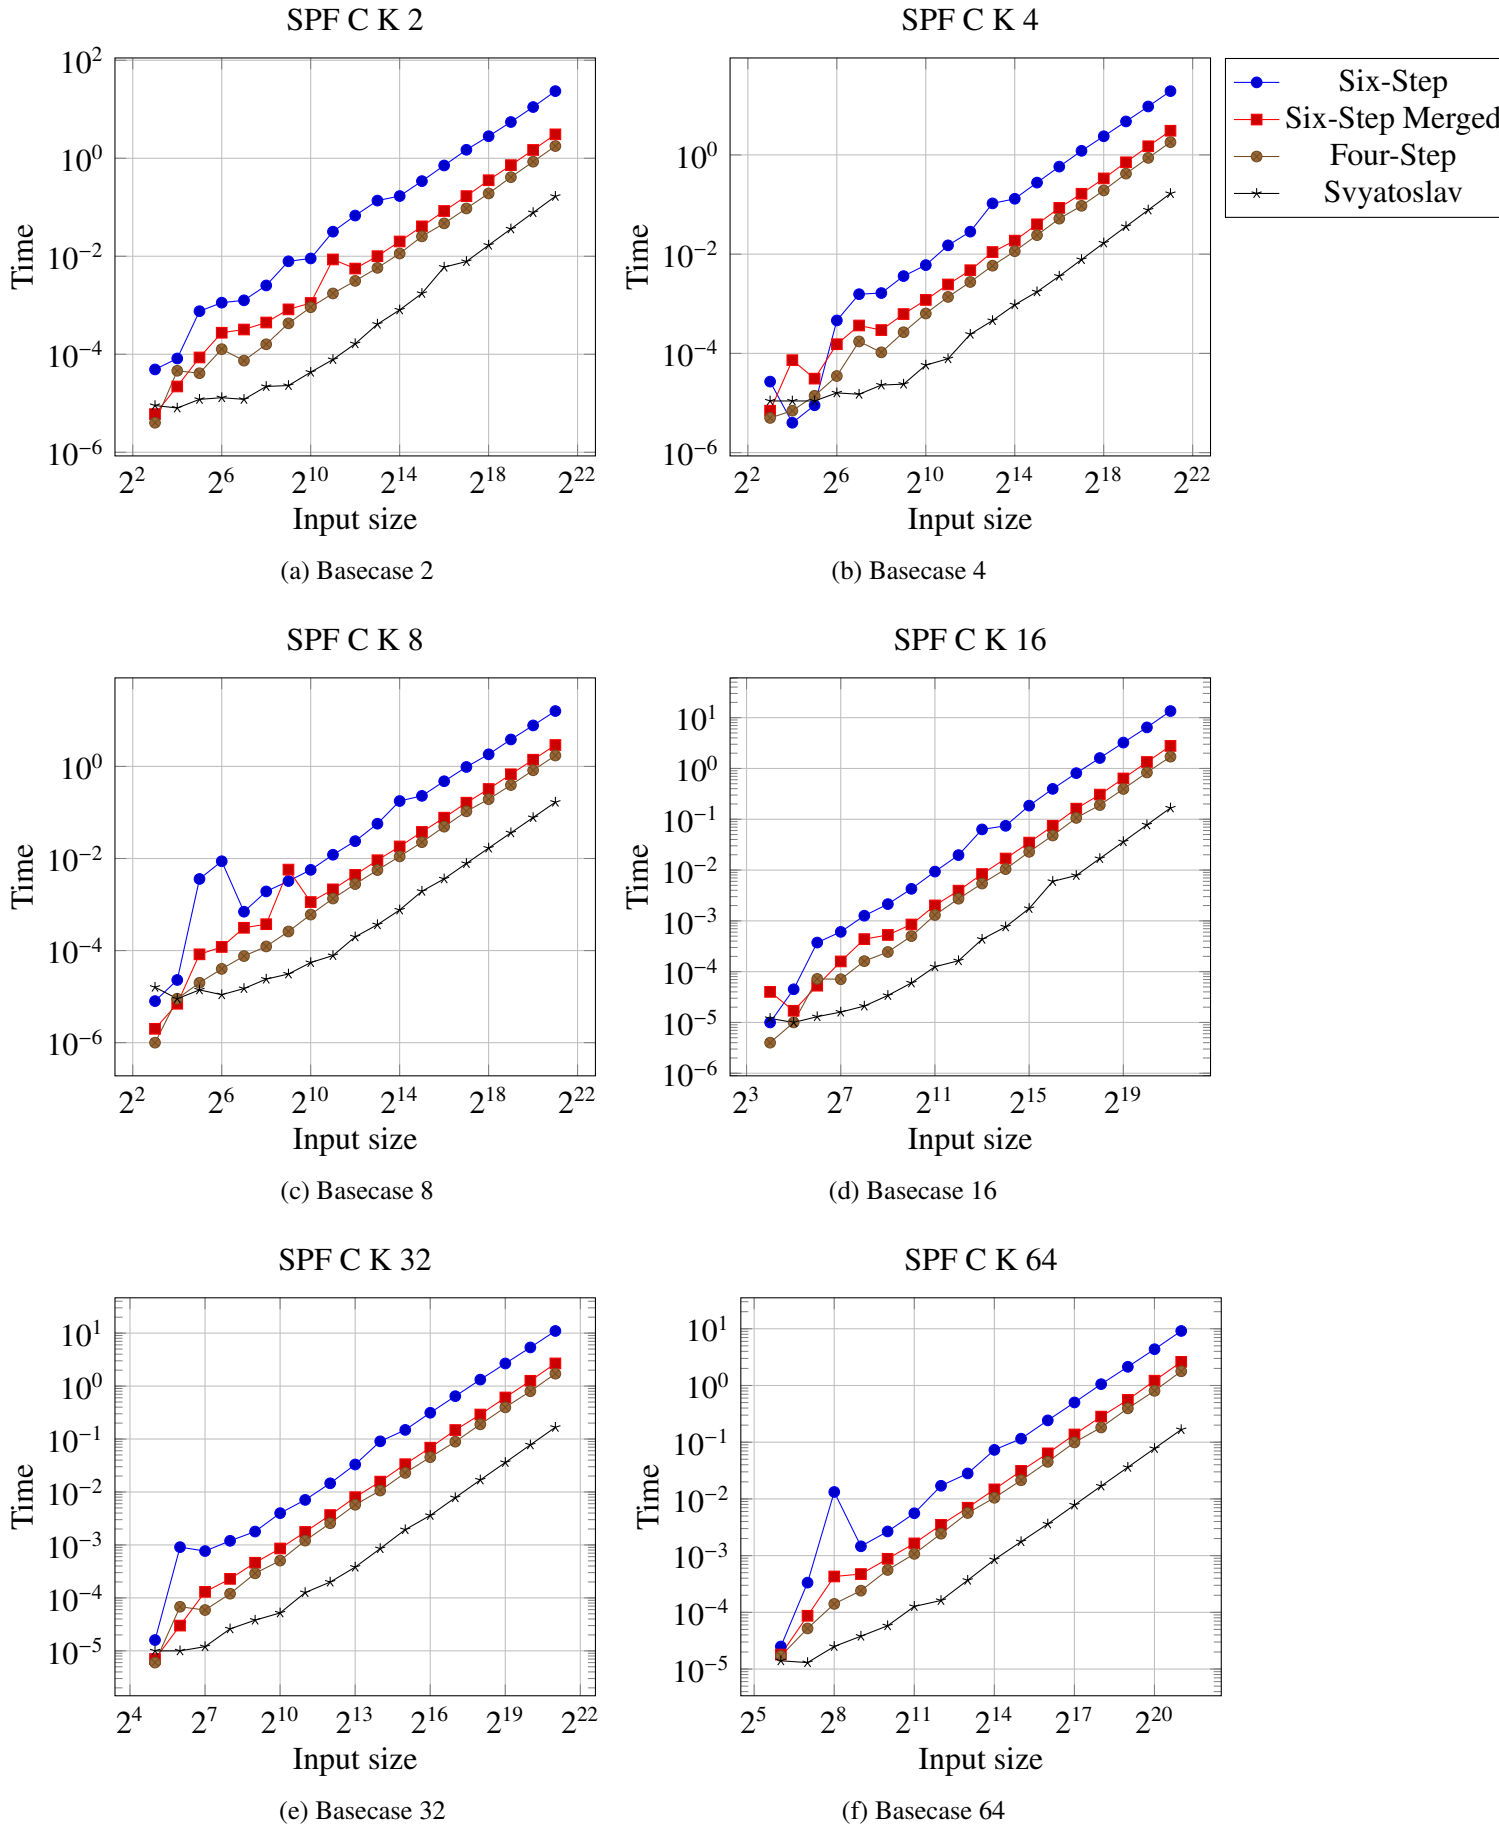 SPF C K 2
SPF C K 4
10^2
10^0
10^−2
10^−4
10^−6
Time
2^2 2^6 2^10 2^14 2^18 2^22
Input size
(a) Basecase 2
10^0
10^−2
10^−4
10^−6
Time
2^2 2^6 2^10 2^14 2^18 2^22
Input size
(b) Basecase 4
Six-Step
Six-Step Merged
Four-Step
Svyatoslav
SPF C K 8
SPF C K 16
10^0
10^−2
10^−4
10^−6
Time
2^2 2^6 2^10 2^14 2^18 2^22
Input size
(c) Basecase 8
10^1
10^0
10^−1
10^−2
10^−3
10^−4
10^−5
10^−6
Time
2^3 2^7 2^11 2^15 2^19
Input size
(d) Basecase 16
SPF C K 32
SPF C K 64
10^1
10^0
10^−1
10^−2
10^−3
10^−4
10^−5
Time
2^4 2^7 2^10 2^13 2^16 2^19 2^22
Input size
(e) Basecase 32
10^1
10^0
10^−1
10^−2
10^−3
10^−4
10^−5
Time
2^5 2^8 2^11 2^14 2^17 2^20
Input size
(f) Basecase 64